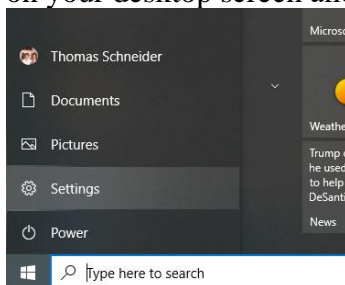 on your desktop screen and
Microso
Thomas Schneider
Documents
Weathe
Pictures
Trump
he used
to help
DeSanti
Settings
News
Power
Type here to search